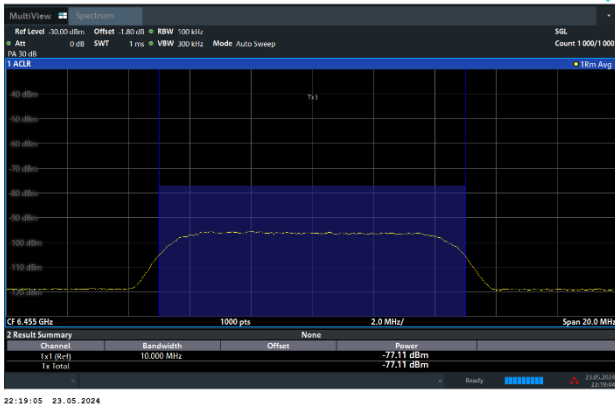 MultiView Spectrum
Ref Level -30.00 dBm Offset -1.80 dB RBW 100 kHz SGL
Att 0 dB SWT 1 ms VBW 300 kHz Mode Auto Sweep Count 1000/1000
PA 30 dB
1 ACLR 1Rm Avg
-40 dBm
Tx1
-50 dBm
-60 dBm
-70 dBm
-80 dBm
-90 dBm
-100 dBm
-110 dBm
-120 dBm
CF 6.455 GHz 1000 pts 2.0 MHz/ Span 20.0 MHz
2 Result Summary None
Channel Bandwidth Offset Power
Tx1 (Ref) 10.000 MHz -77.11 dBm
Tx Total -77.11 dBm
Ready 23.05.2024
22:19:04
22:19:05 23.05.2024